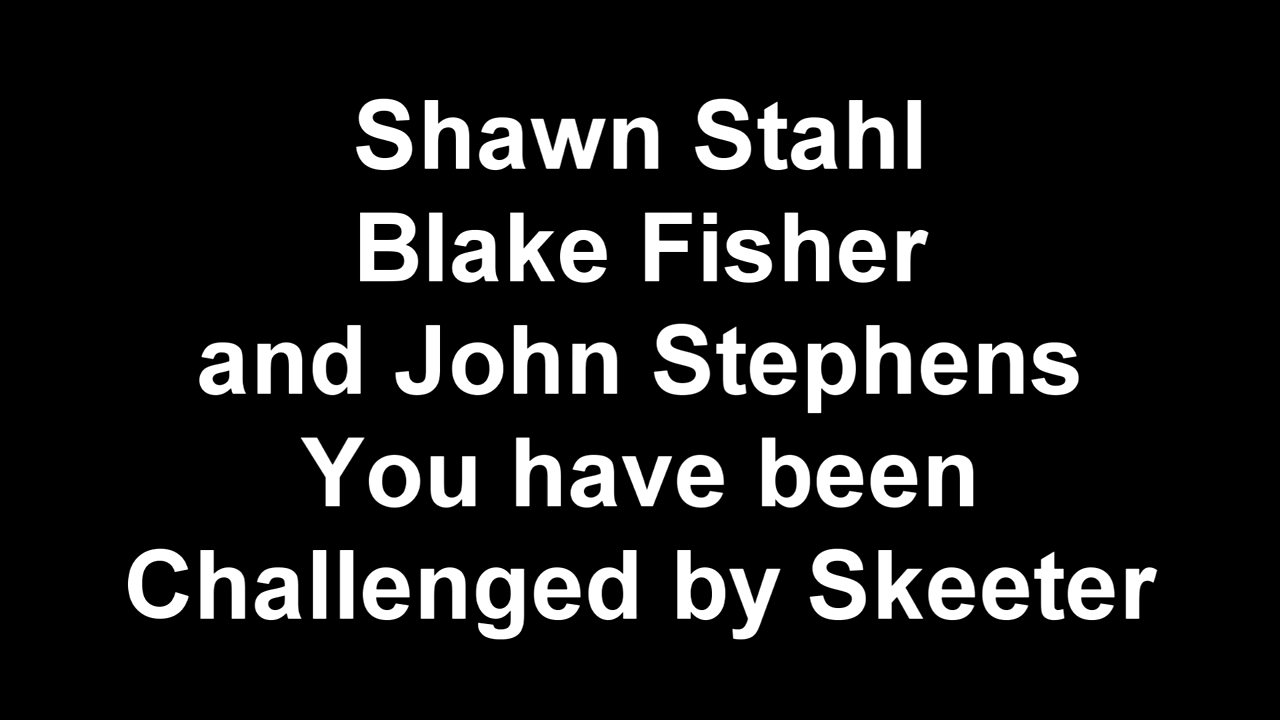 Shawn Stahl
Blake Fisher
and John Stephens
You have been
Challenged by Skeeter